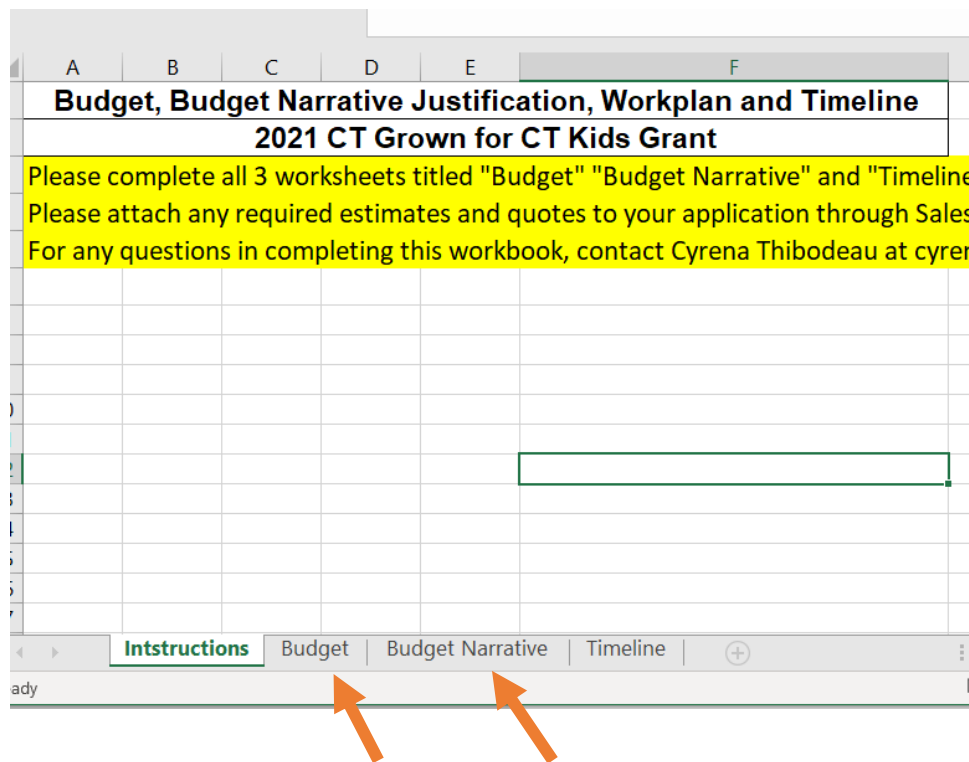 A B C D E F
Budget, Budget Narrative Justification, Workplan and Timeline
2021 CT Grown for CT Kids Grant
Please complete all 3 worksheets titled "Budget" "Budget Narrative" and "Timeline
Please attach any required estimates and quotes to your application through Sales
For any questions in completing this workbook, contact Cyrena Thibodeau at cyren
Intstructions Budget Budget Narrative Timeline
ady